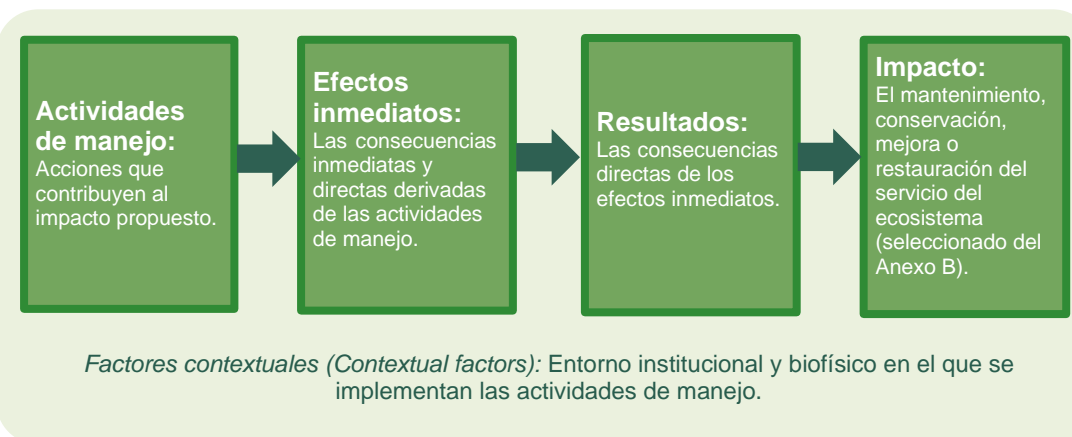 Actividades
de manejo:
Acciones que
contribuyen al
impacto propuesto.
Efectos
inmediatos:
Las consecuencias
inmediatas y
directas derivadas
de las actividades
de manejo.
Resultados:
Las consecuencias
directas de los
efectos inmediatos.
Impacto:
El mantenimiento,
conservación,
mejora o
restauración del
servicio del
ecosistema
(seleccionado del
Anexo B).
Factores contextuales (Contextual factors): Entorno institucional y biofísico en el que se
implementan las actividades de manejo.